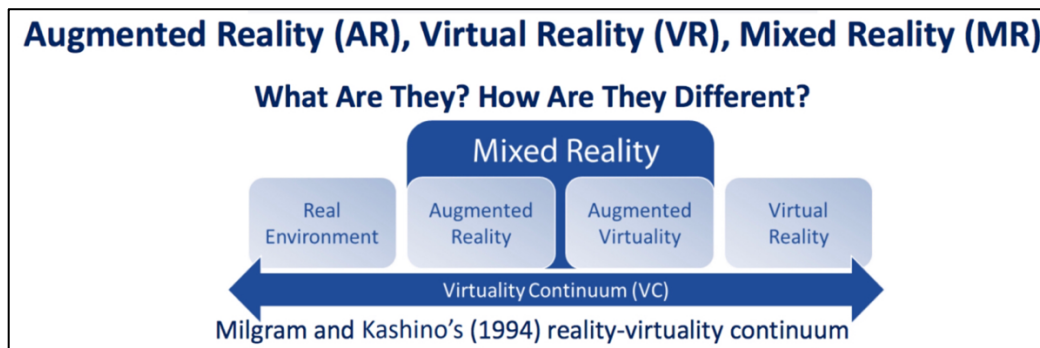 Augmented Reality (AR), Virtual Reality (VR), Mixed Reality (MR)
What Are They? How Are They Different?
Mixed Reality
Real
Environment
Augmented
Reality
Augmented
Virtuality
Virtual
Reality
Virtuality Continuum (VC)
Milgram and Kashino's (1994) reality-virtuality continuum